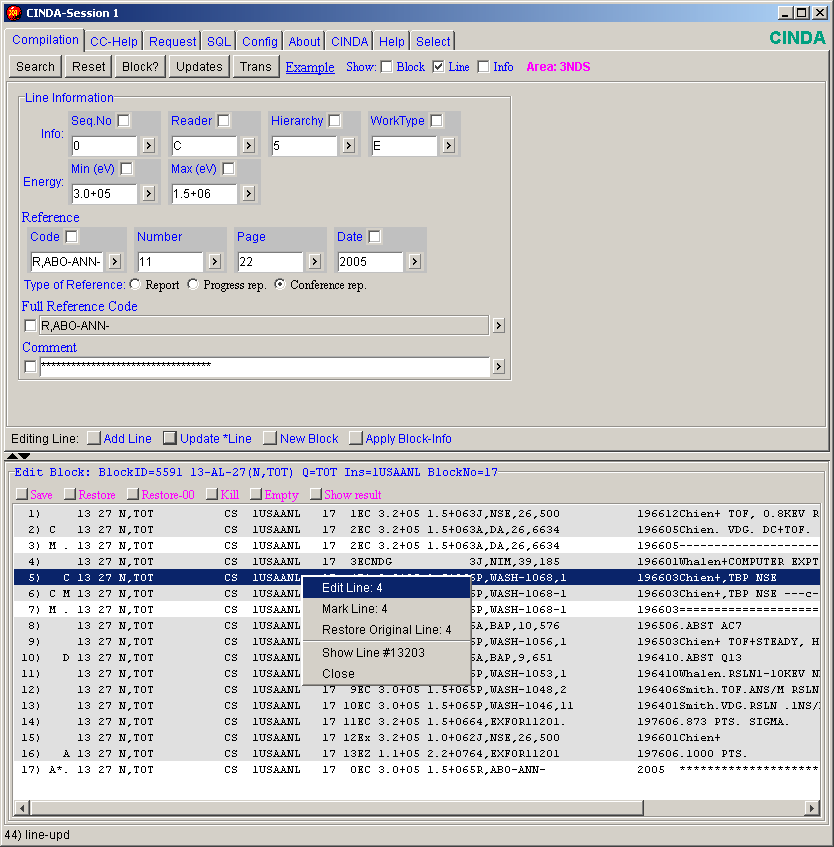 CINDA-Session 1
Compilation CC-Help Request SQL Config About CINDA Help Select CINDA
Search Reset Block? Updates Trans Example Show: Block Line Info Area: 3NDS
Line Information
Seq.No Reader Hierarchy WorkType
Info: 0 > C > 5 > E >
Min (eV) Max (eV)
Energy: 3.0+05 > 1.5+06 >
Reference
Code Number Page Date
R,ABO-ANN- > 11 > 22 > 2005 >
Type of Reference: Report Progress rep. Conference rep.
Full Reference Code
R,ABO-ANN- >
Comment
********************************** >
Editing Line: Add Line Update *Line New Block Apply Block-Info
Edit Block: BlockID=5591 13-AL-27(N,TOT) Q=TOT Ins=1USAANL BlockNo=17
Save Restore Restore-00 Kill Empty Show result
1) 13 27 N,TOT CS 1USAANL 17 1EC 3.2+05 1.5+063J,NSE,26,500 196612Chien+ TOF, 0.8KEV R
2) C 13 27 N,TOT CS 1USAANL 17 2EC 3.2+05 1.5+063A,DA,26,6634 196605Chien. VDG. DC+TOF.
3) M . 13 27 N,TOT CS 1USAANL 17 2EC 3.2+05 1.5+063A,DA,26,6634 196605--------------------
4) 13 27 N,TOT CS 1USAANL 17 3ECNDG 3J,NIM,39,185 196601Whalen+COMPUTER EXPT
5) C 13 27 N,TOT CS 1USAANL P,WASH-1068,1 196603Chien+,TBP NSE
6) C M 13 27 N,TOT CS 1USAANL P,WASH-1068-1 196603Chien+,TBP NSE ---c-
7) M . 13 27 N,TOT CS 1USAANL P,WASH-1068-1 196603====================
8) 13 27 N,TOT CS 1USAANL A,BAP,10,576 196506.ABST AC7
9) 13 27 N,TOT CS 1USAANL P,WASH-1056,1 196503Chien+ TOF+STEADY, H
10) D 13 27 N,TOT CS 1USAANL A,BAP,9,651 196410.ABST Q13
11) 13 27 N,TOT CS 1USAANL P,WASH-1053,1 196410Whalen.RSLN1-10KEV N
12) 13 27 N,TOT CS 1USAANL 17 9EC 3.0+05 1.5+065P,WASH-1048,2 196406Smith.TOF.ANS/M RSLN
13) 13 27 N,TOT CS 1USAANL 17 10EC 3.0+05 1.5+065P,WASH-1046,11 196407Smith.VDG.RSLN .1NS/
14) 13 27 N,TOT CS 1USAANL 17 11EC 3.2+05 1.5+0664,EXFOR11201. 197606.873 PTS. SIGMA.
15) 13 27 N,TOT CS 1USAANL 17 12Ex 3.2+05 1.0+062J,NSE,26,500 196601Chien+
16) A 13 27 N,TOT CS 1USAANL 17 13EZ 1.1+05 2.2+0764,EXFOR11201 197606.1000 PTS.
17) A*. 13 27 N,TOT CS 1USAANL 17 0EC 3.0+05 1.5+065R,ABO-ANN- 2005 ********************
Edit Line: 4
Mark Line: 4
Restore Original Line: 4
Show Line #13203
Close
44) line-upd